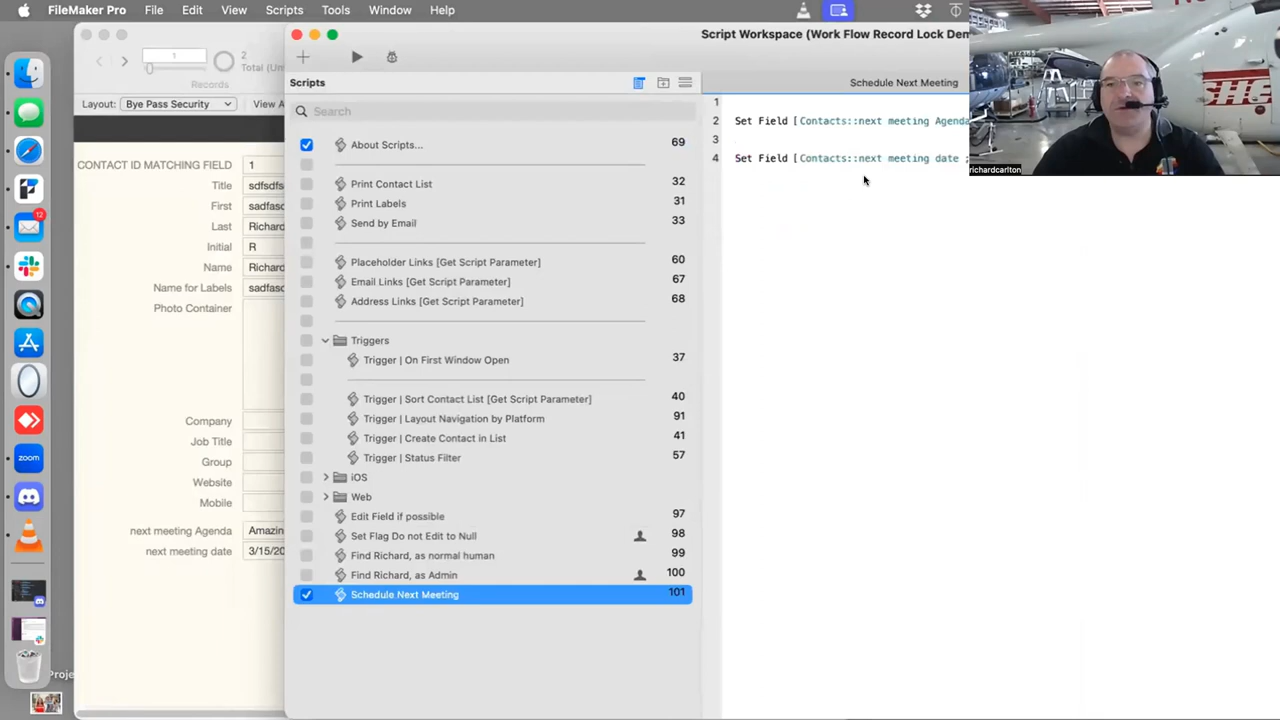 FileMaker Pro File Edit View Scripts Tools Window Help
Script Workspace (Work Flow Record Lock Dem
1
2
Total (Un
Records
Layout: Bye Pass Security View A
CONTACT ID MATCHING FIELD 1
Title sdfsdfs
First sadfaso
Last Richard
Initial R
Name Richard
Name for Labels sadfaso
Photo Container
Company
Job Title
Group
Website
Mobile
next meeting Agenda Amazin
next meeting date 3/15/20
Scripts
Search
About Scripts... 69
Print Contact List 32
Print Labels 31
Send by Email 33
Placeholder Links [Get Script Parameter] 60
Email Links [Get Script Parameter] 67
Address Links [Get Script Parameter] 68
Triggers
Trigger | On First Window Open 37
Trigger | Sort Contact List [Get Script Parameter] 40
Trigger | Layout Navigation by Platform 91
Trigger | Create Contact in List 41
Trigger | Status Filter 57
iOS
Web
Edit Field if possible 97
Set Flag Do not Edit to Null 98
Find Richard, as normal human 99
Find Richard, as Admin 100
Schedule Next Meeting 101
Schedule Next Meeting
1
2 Set Field [ Contacts::next meeting Agenda
3
4 Set Field [ Contacts::next meeting date ;
richardcarlton
12
zoom
Proje